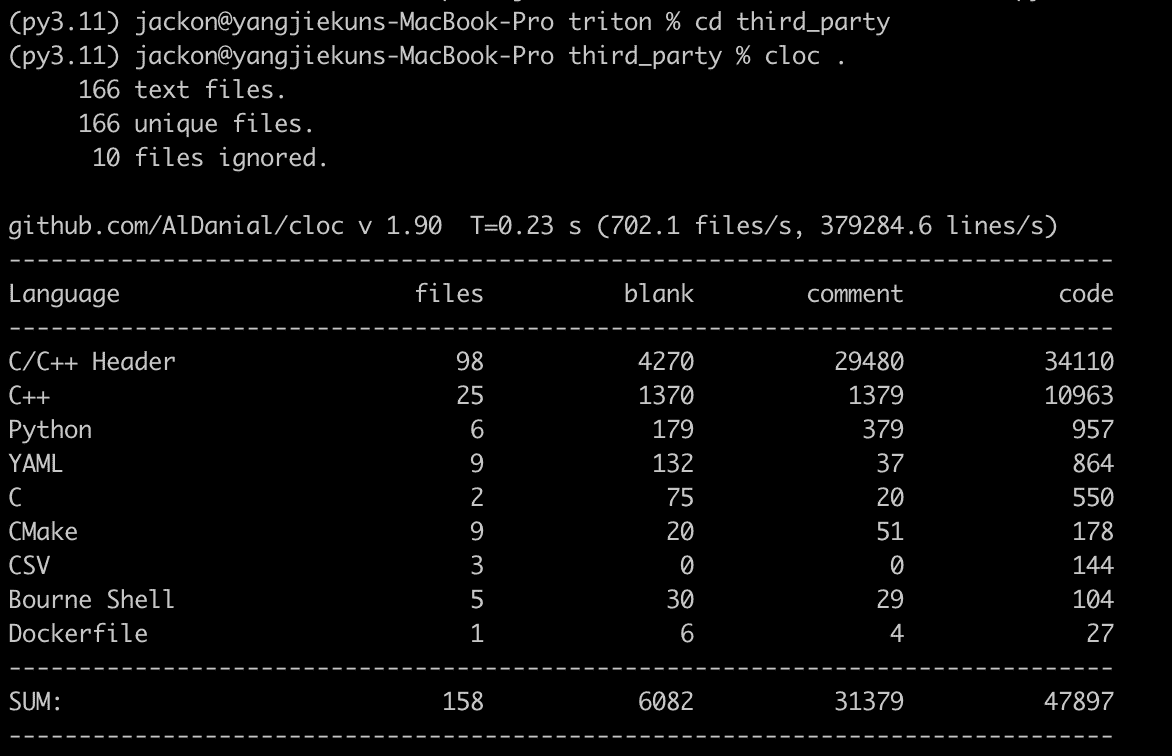 (py3.11) jackon@yangjiekuns-MacBook-Pro triton % cd third_party
(py3.11) jackon@yangjiekuns-MacBook-Pro third_party % cloc .
     166 text files.
     166 unique files.
      10 files ignored.

github.com/AlDanial/cloc v 1.90  T=0.23 s (702.1 files/s, 379284.6 lines/s)
-------------------------------------------------------------------------------
Language                     files          blank        comment           code
-------------------------------------------------------------------------------
C/C++ Header                    98           4270          29480          34110
C++                             25           1370           1379          10963
Python                           6            179            379            957
YAML                             9            132             37            864
C                                2             75             20            550
CMake                            9             20             51            178
CSV                              3              0              0            144
Bourne Shell                     5             30             29            104
Dockerfile                       1              6              4             27
-------------------------------------------------------------------------------
SUM:                           158           6082          31379          47897
-------------------------------------------------------------------------------